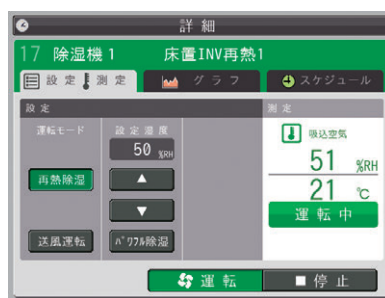 詳細
17 除湿機1 床置INV再熱1
設定 測定 グラフ スケジュール
設定 測定
運転モード 設定湿度 吸込空気
50 %RH 51 %RH
再熱除湿 ▲ 21 ℃
▼ 運転中
送風運転 パワフル除湿
運転 ■停止